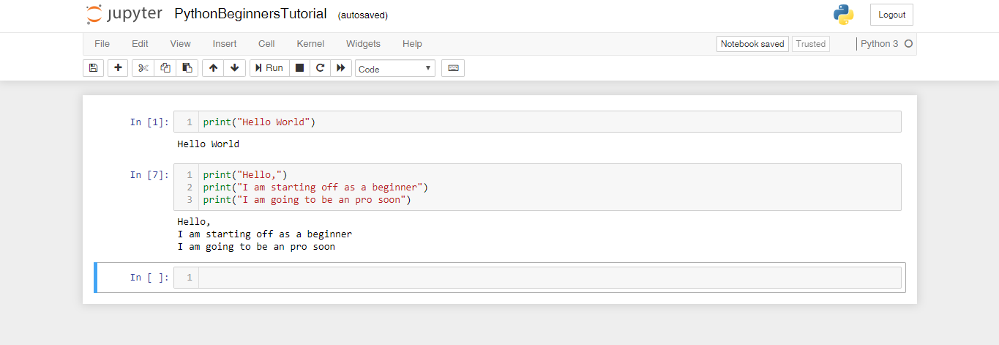 jupyter PythonBeginnersTutorial (autosaved) Logout
File Edit View Insert Cell Kernel Widgets Help Notebook saved Trusted Python 3
Run Code
In [1]: 1 print("Hello World")
Hello World
In [7]: 1 print("Hello,")
2 print("I am starting off as a beginner")
3 print("I am going to be an pro soon")
Hello,
I am starting off as a beginner
I am going to be an pro soon
In [ ]: 1